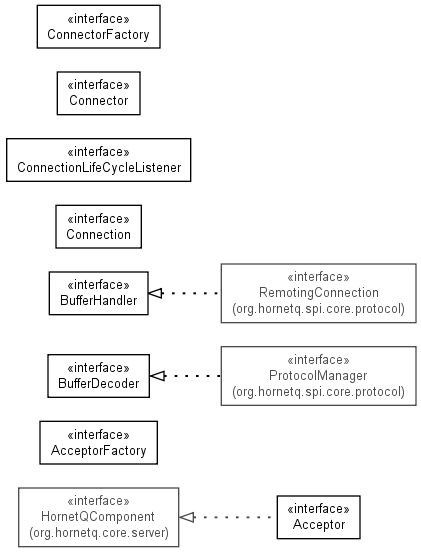 «interface»
ConnectorFactory
«interface»
Connector
«interface»
ConnectionLifeCycleListener
«interface»
Connection
«interface»
BufferHandler
«interface»
RemotingConnection
(org.hornetq.spi.core.protocol)
«interface»
BufferDecoder
«interface»
ProtocolManager
(org.hornetq.spi.core.protocol)
«interface»
AcceptorFactory
«interface»
HornetQComponent
(org.hornetq.core.server)
«interface»
Acceptor